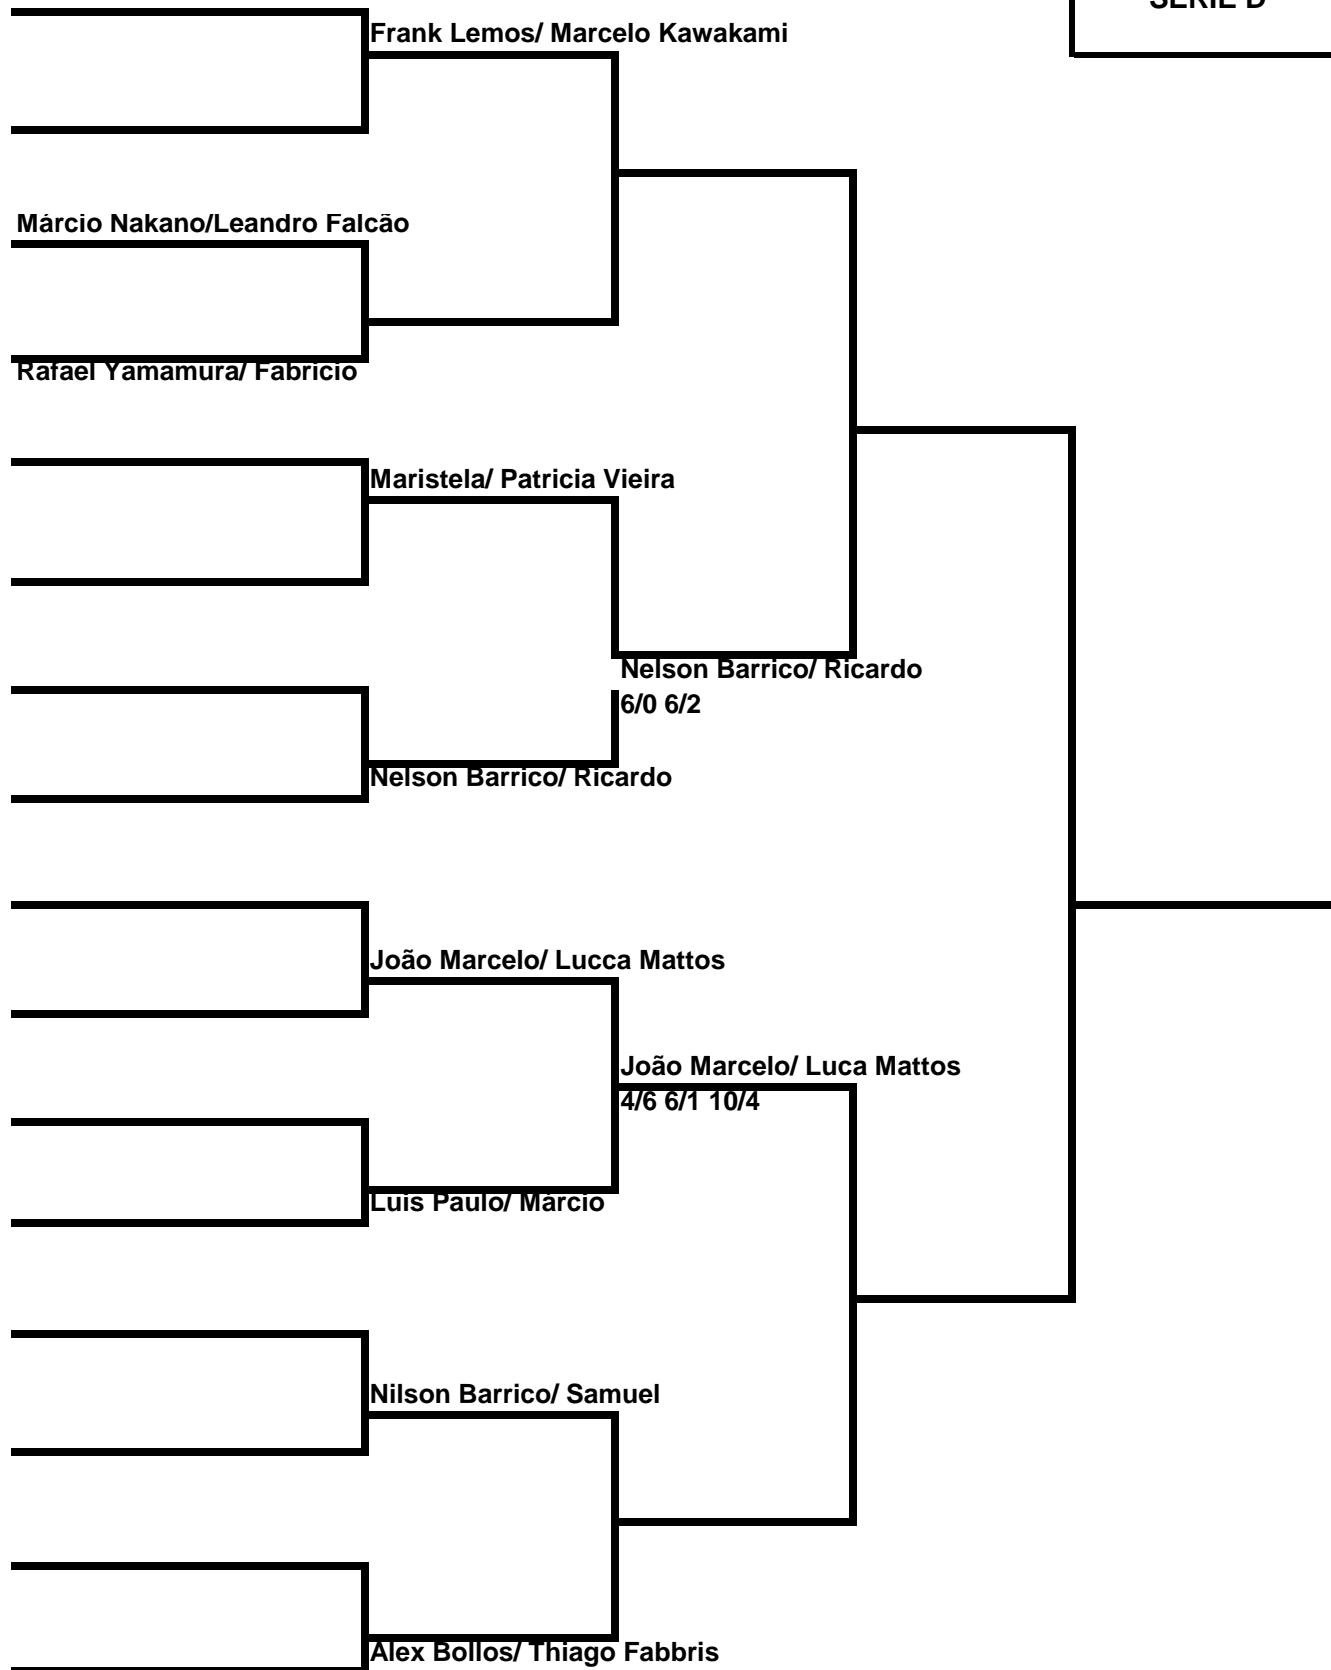 SÉRIE D
Frank Lemos/ Marcelo Kawakami
Márcio Nakano/Leandro Falcão
Rafael Yamamura/ Fabrício
Maristela/ Patricia Vieira
Nelson Barrico/ Ricardo
6/0 6/2
Nelson Barrico/ Ricardo
João Marcelo/ Lucca Mattos
João Marcelo/ Luca Mattos
4/6 6/1 10/4
Luis Paulo/ Márcio
Nilson Barrico/ Samuel
Alex Bollos/ Thiago Fabbris